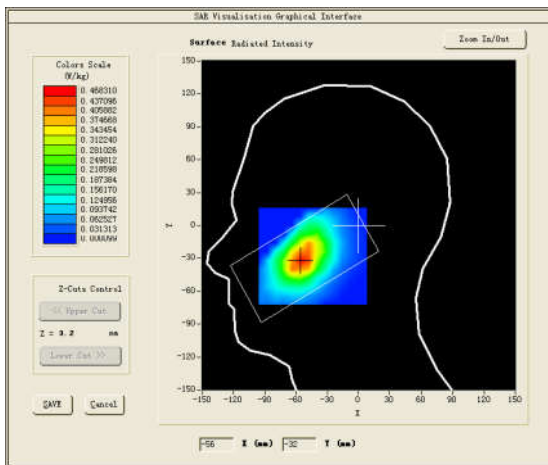 SAR Visualisation Graphical Interface
Surface Radiated Intensity
Zoom In/Out
Colors Scale
(W/kg)
0.468310
0.437096
0.405882
0.374668
0.343454
0.312240
0.281026
0.249812
0.218598
0.187384
0.156170
0.124956
0.093742
0.062527
0.031313
0.000099
150
120
90
60
30
0
-30
-60
-90
-120
-150
Y
-150 -120 -90 -60 -30 0 30 60 90 120 150
X
Z-Cuts Control
<< Upper Cut
Z = 3.2 mm
Lower Cut >>
SAVE Cancel
-56 X (mm) -32 Y (mm)